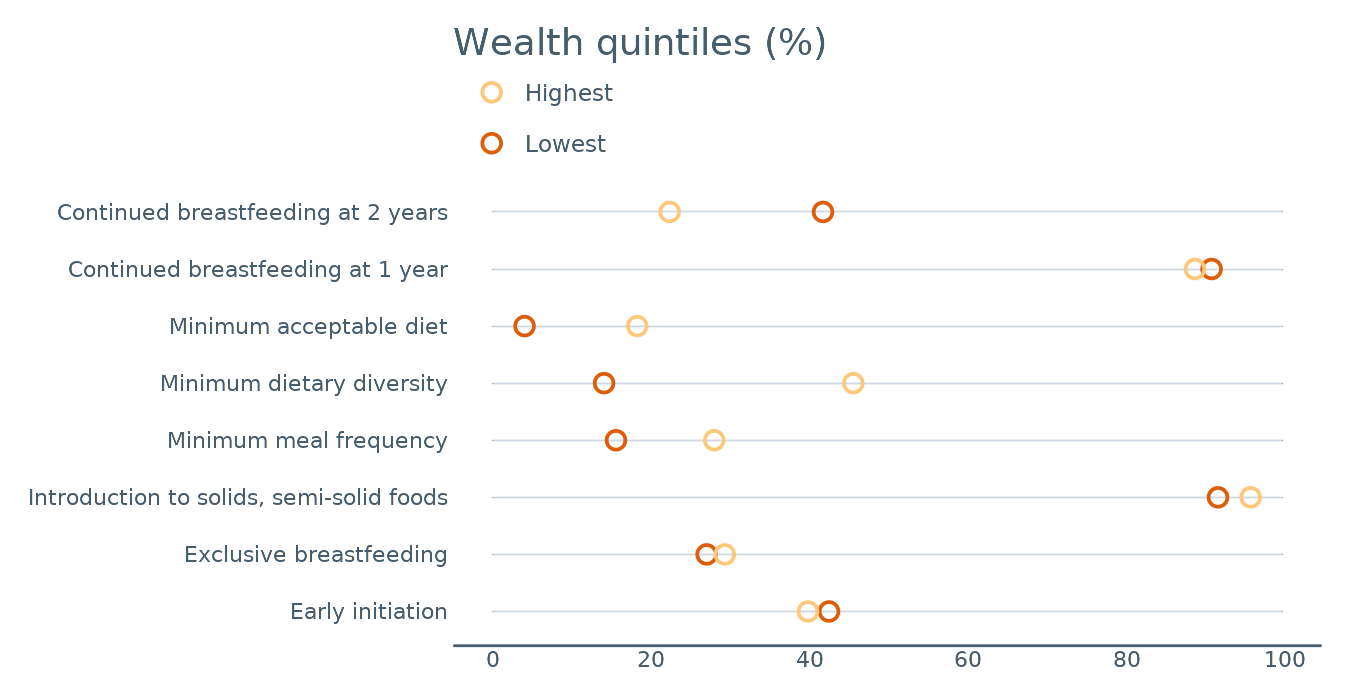 Wealth quintiles (%)
Highest
Lowest
Continued breastfeeding at 2 years
Continued breastfeeding at 1 year
Minimum acceptable diet
Minimum dietary diversity
Minimum meal frequency
Introduction to solids, semi-solid foods
Exclusive breastfeeding
Early initiation
0 20 40 60 80 100